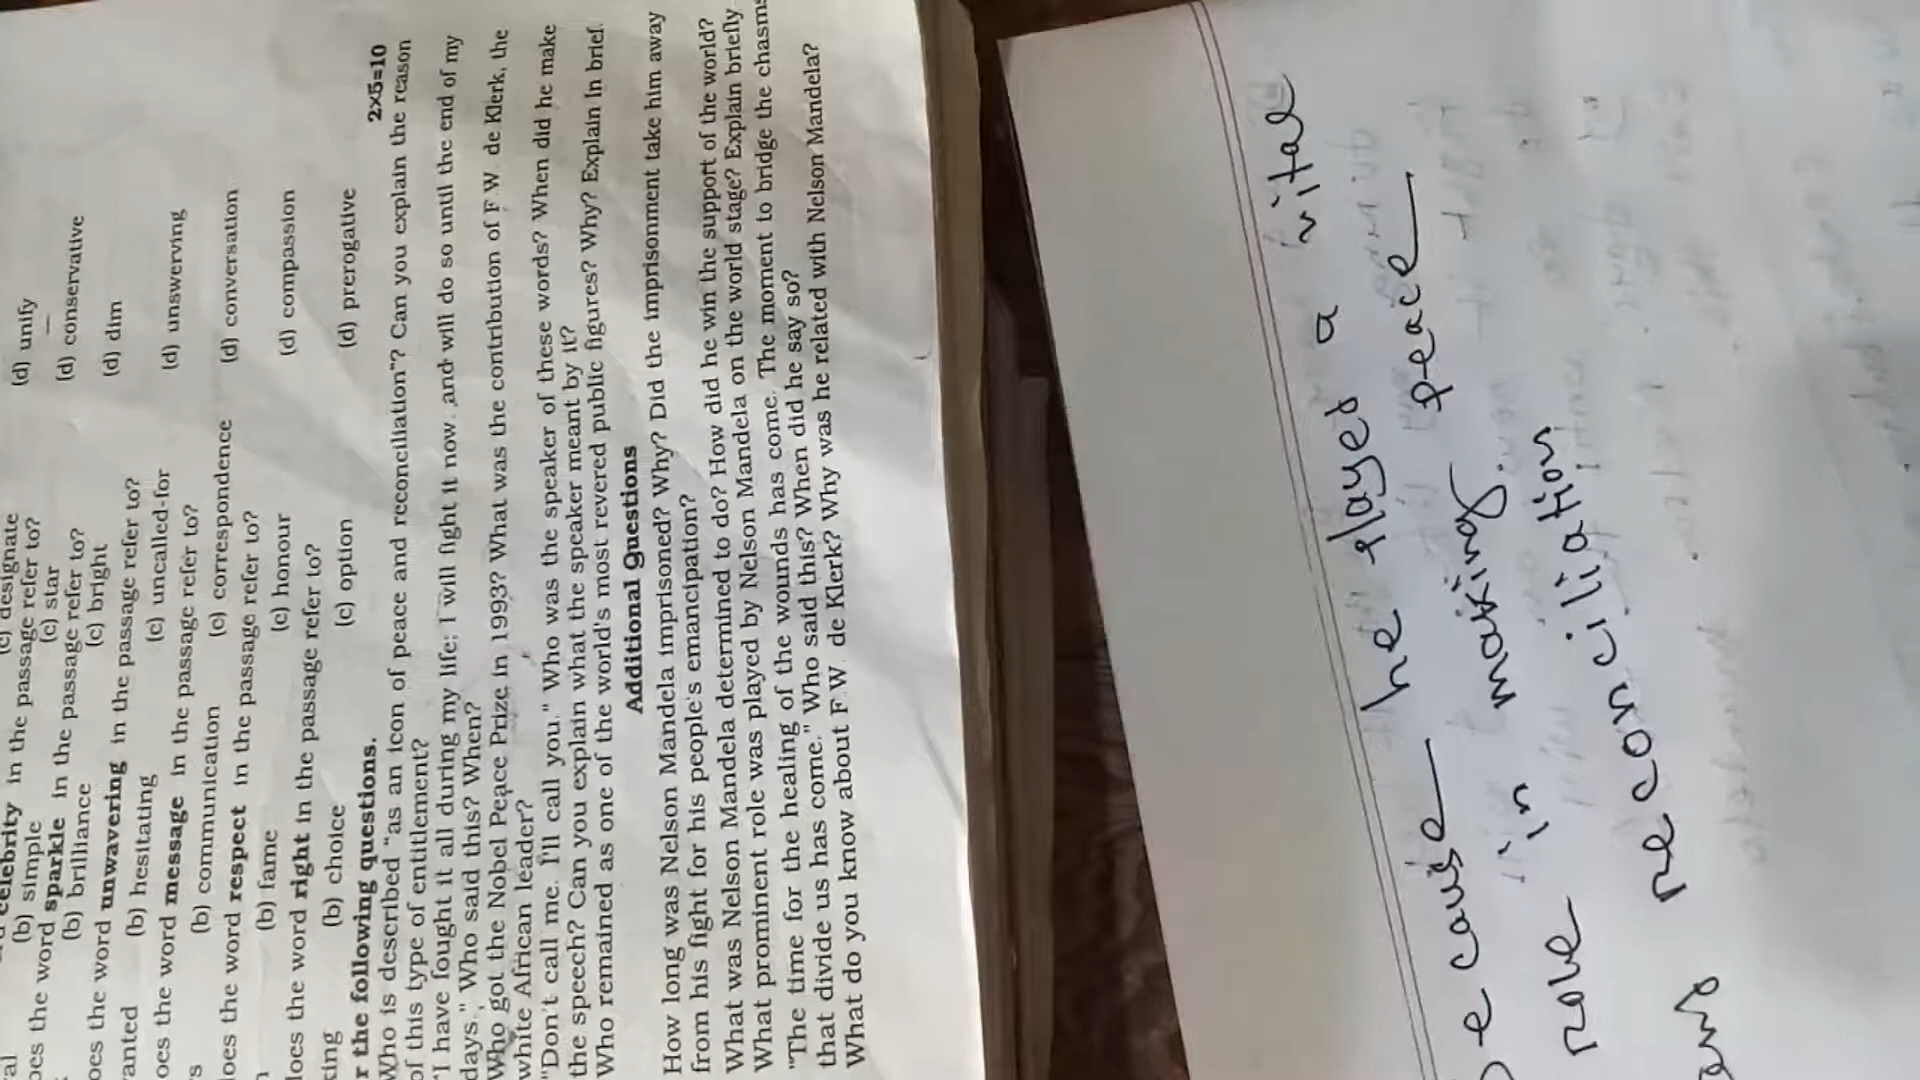 (c) designate (d) unify
celebrity in the passage refer to?
(b) simple (c) star (d) conservative
oes the word sparkle in the passage refer to?
(b) brilliance (c) bright (d) dim
oes the word unwavering in the passage refer to?
anted (b) hesitating (c) uncalled-for (d) unswerving
oes the word message in the passage refer to?
s (b) communication (c) correspondence (d) conversation
loes the word respect in the passage refer to?
(b) fame (c) honour (d) compassion
loes the word right in the passage refer to?
king (b) choice (c) option (d) prerogative
r the following questions. 2×5=10
Who is described "as an icon of peace and reconciliation"? Can you explain the reason
of this type of entitlement?
"I have fought it all during my life; I will fight it now, and will do so until the end of my
days." Who said this? When?
Who got the Nobel Peace Prize in 1993? What was the contribution of F W. de Klerk, the
white African leader?
"Don't call me. I'll call you." Who was the speaker of these words? When did he make
the speech? Can you explain what the speaker meant by it?
Who remained as one of the world's most revered public figures? Why? Explain In brief.
Additional Questions
How long was Nelson Mandela imprisoned? Why? Did the imprisonment take him away
from his fight for his people's emancipation?
What was Nelson Mandela determined to do? How did he win the support of the world?
What prominent role was played by Nelson Mandela on the world stage? Explain briefly
"The time for the healing of the wounds has come. The moment to bridge the chasms
that divide us has come." Who said this? When did he say so?
What do you know about F W. de Klerk? Why was he related with Nelson Mandela?
be cause he played a vital
role in making peace
and reconciliation